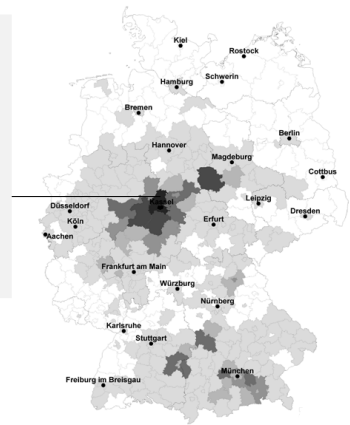 Kiel
Rostock
Schwerin
Hamburg
Bremen
Berlin
Hannover
Magdeburg
Cottbus
Kassel
Leipzig
Düsseldorf
Dresden
Köln
Erfurt
Aachen
Frankfurt am Main
Würzburg
Nürnberg
Karlsruhe
Stuttgart
München
Freiburg im Breisgau